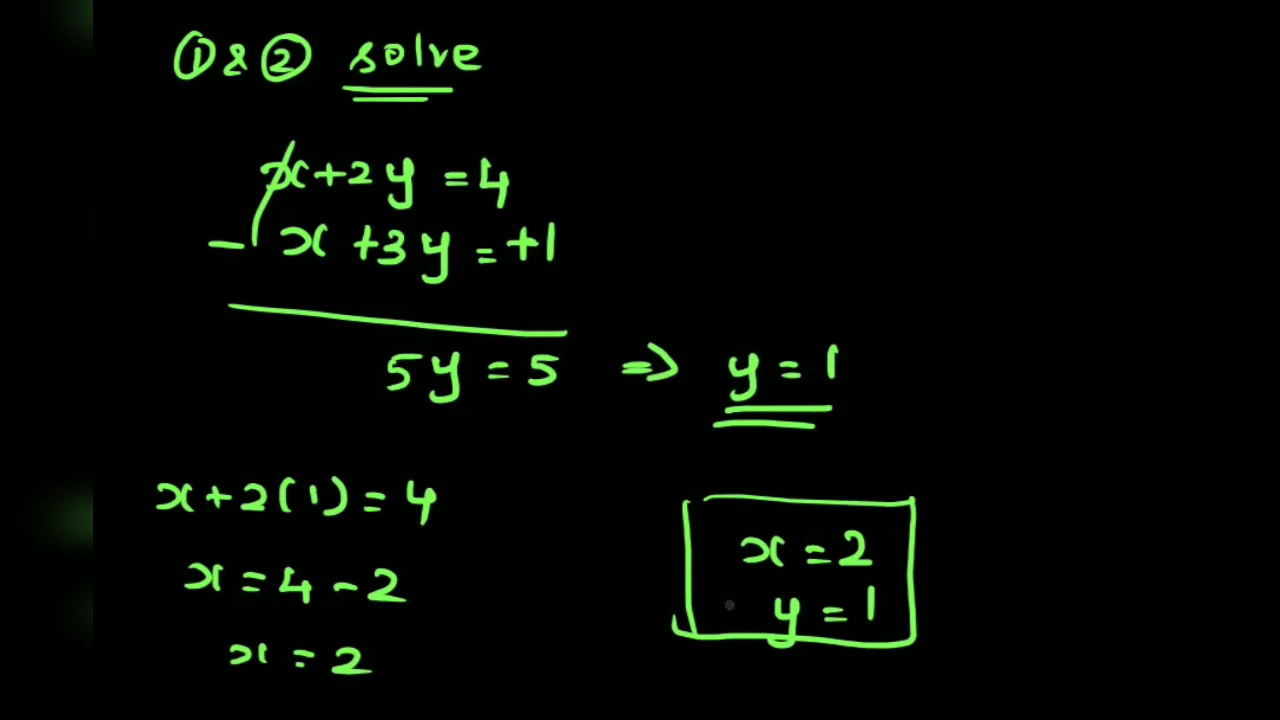 ① & ② solve
x + 2y = 4
- x + 3y = +1
5y = 5 ⇒ y = 1
x + 2(1) = 4
x = 4 - 2
x = 2
x = 2
y = 1